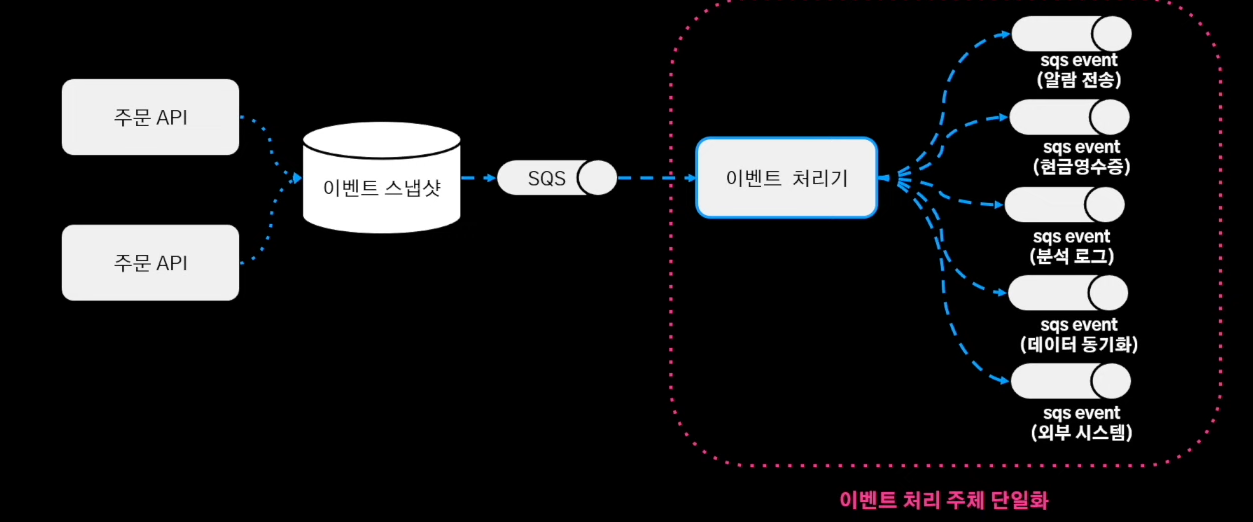 주문 API
주문 API
이벤트 스냅샷
SQS
이벤트 처리기
sqs event
(알람 전송)
sqs event
(현금영수증)
sqs event
(분석 로그)
sqs event
(데이터 동기화)
sqs event
(외부 시스템)
이벤트 처리 주체 단일화